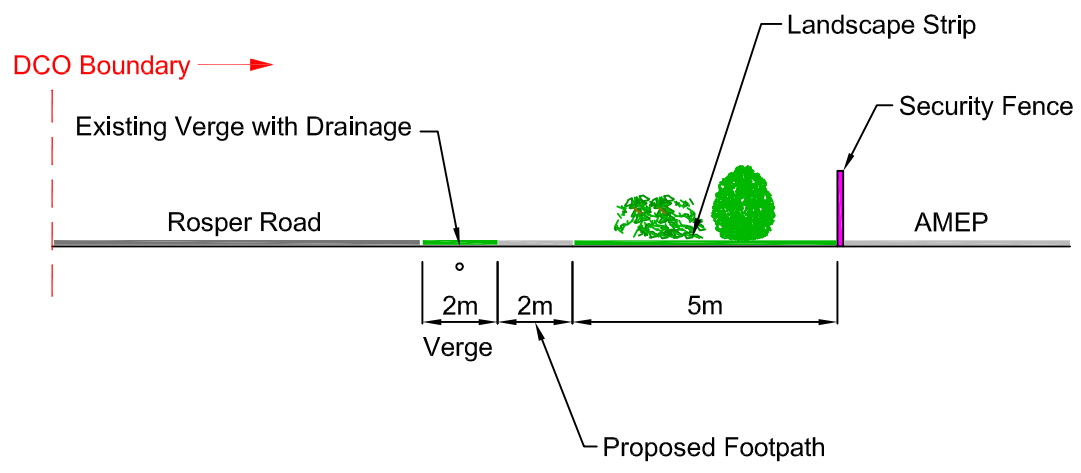 Landscape Strip
DCO Boundary
Security Fence
Existing Verge with Drainage
Rosper Road
AMEP
2m
2m
5m
Verge
Proposed Footpath